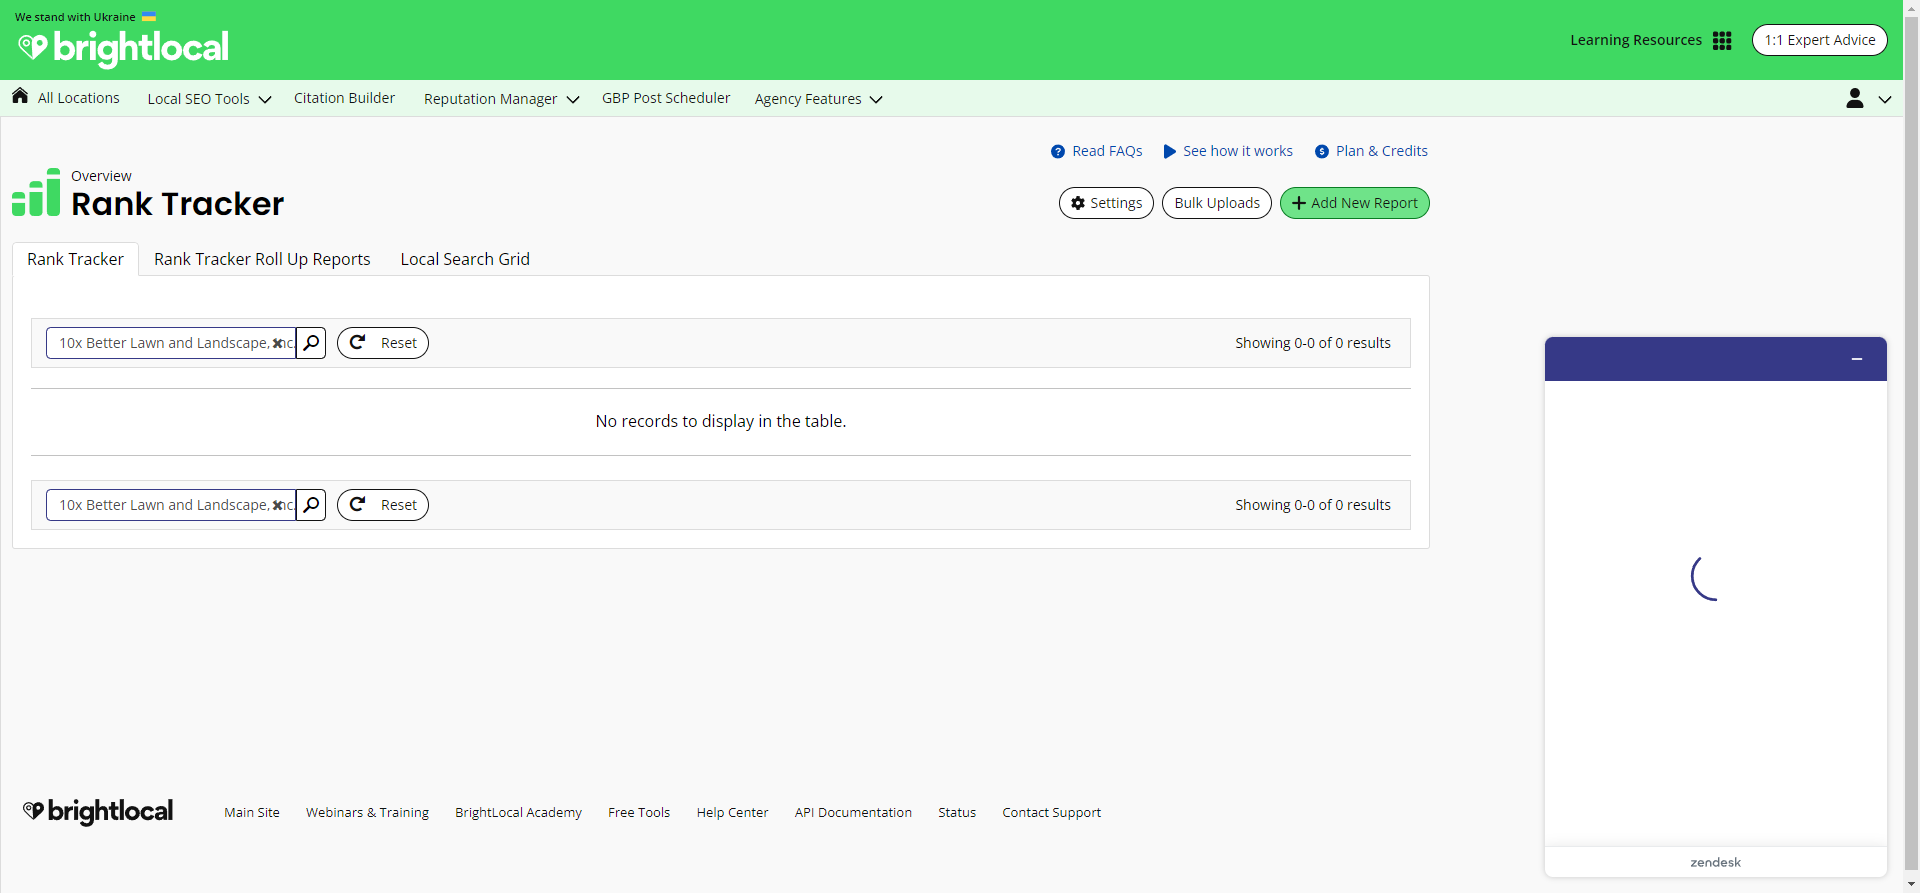 We stand with Ukraine
brightlocal
Learning Resources
1:1 Expert Advice
All Locations
Local SEO Tools
Citation Builder
Reputation Manager
GBP Post Scheduler
Agency Features
Read FAQs
See how it works
Plan & Credits
Overview
Rank Tracker
Settings
Bulk Uploads
Add New Report
Rank Tracker
Rank Tracker Roll Up Reports
Local Search Grid
10x Better Lawn and Landscape, Inc.
Reset
Showing 0-0 of 0 results
No records to display in the table.
10x Better Lawn and Landscape, Inc.
Reset
Showing 0-0 of 0 results
brightlocal
Main Site
Webinars & Training
BrightLocal Academy
Free Tools
Help Center
API Documentation
Status
Contact Support
zendesk